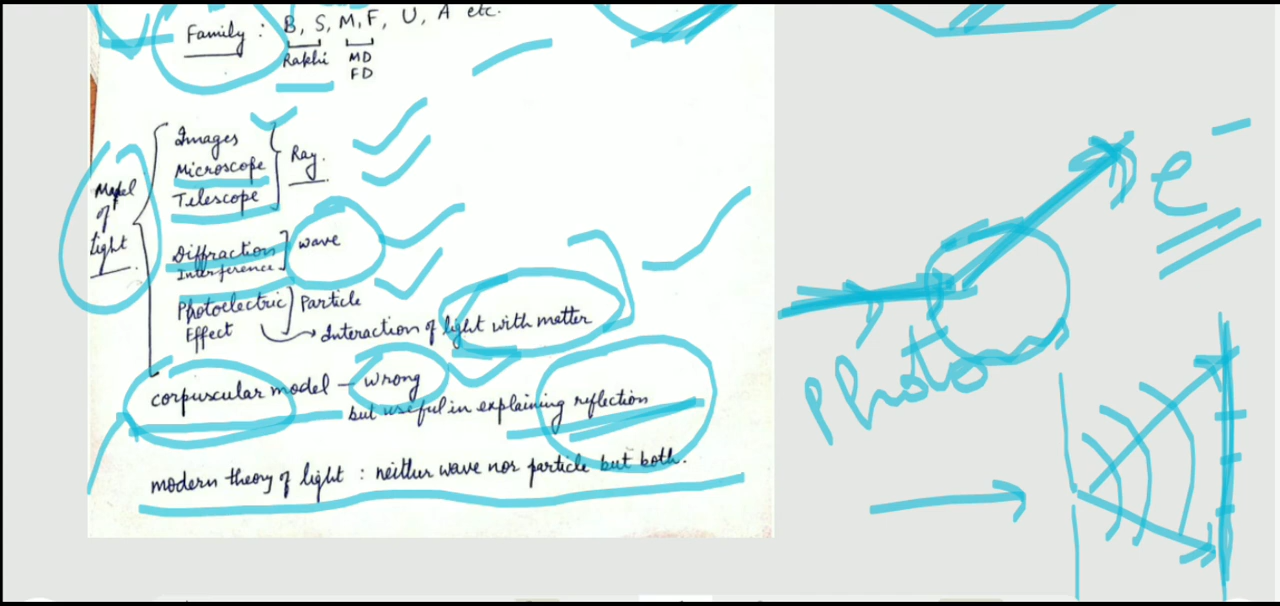 Family : B, S, M, F, U, A etc.
Rakhi MD
FD
Images
Microscope
Telescope
Ray.
Model
of
light
Diffraction
Interference
wave
Photoelectric
Effect
Particle
Interaction of light with matter
corpuscular model – wrong
but useful in explaining reflection
modern theory of light : neither wave nor particle but both.
e⁻
Photo